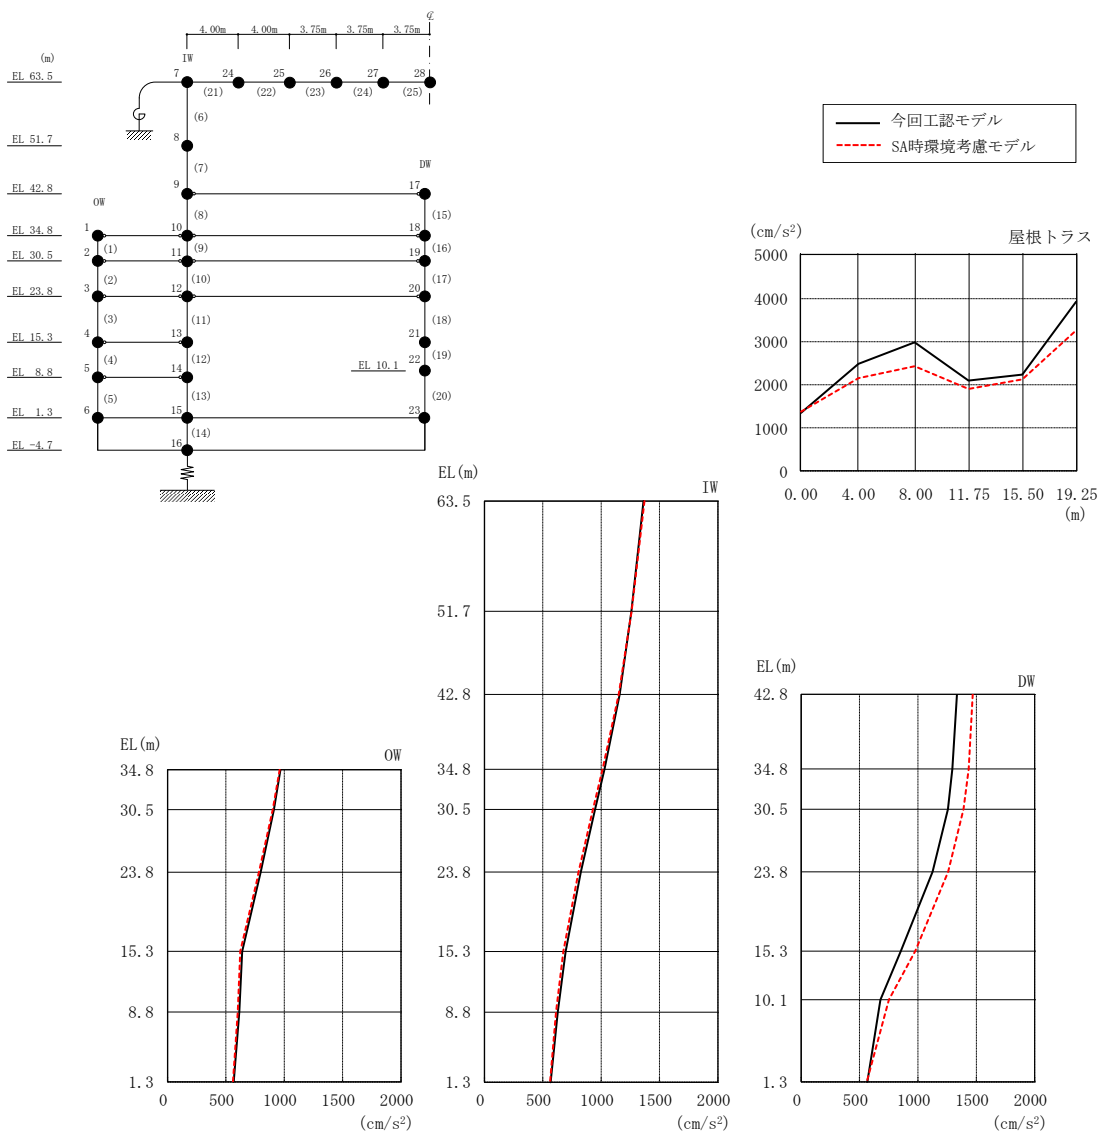 ℄
4.00m 4.00m 3.75m 3.75m 3.75m
(m) IW
EL 63.5 7 24 25 26 27 28
(21) (22) (23) (24) (25)
(6)
EL 51.7 8
(7) DW
EL 42.8 9 17
OW (8) (15)
EL 34.8 1 10 18
(1) (9) (16)
EL 30.5 2 11 19
(2) (10) (17)
EL 23.8 3 12 20
(3) (11) (18)
EL 15.3 4 13 21
(4) (12) (19)
EL 10.1 22
EL 8.8 5 14
(5) (13) (20)
EL 1.3 6 15 23
(14)
EL -4.7 16
今回工認モデル
SA時環境考慮モデル
(cm/s²) 屋根トラス
5000
4000
3000
2000
1000
0
0.00 4.00 8.00 11.75 15.50 19.25
(m)
EL(m) OW
34.8
30.5
23.8
15.3
8.8
1.3
0 500 1000 1500 2000
(cm/s²)
EL(m) IW
63.5
51.7
42.8
34.8
30.5
23.8
15.3
8.8
1.3
0 500 1000 1500 2000
(cm/s²)
EL(m) DW
42.8
34.8
30.5
23.8
15.3
10.1
1.3
0 500 1000 1500 2000
(cm/s²)